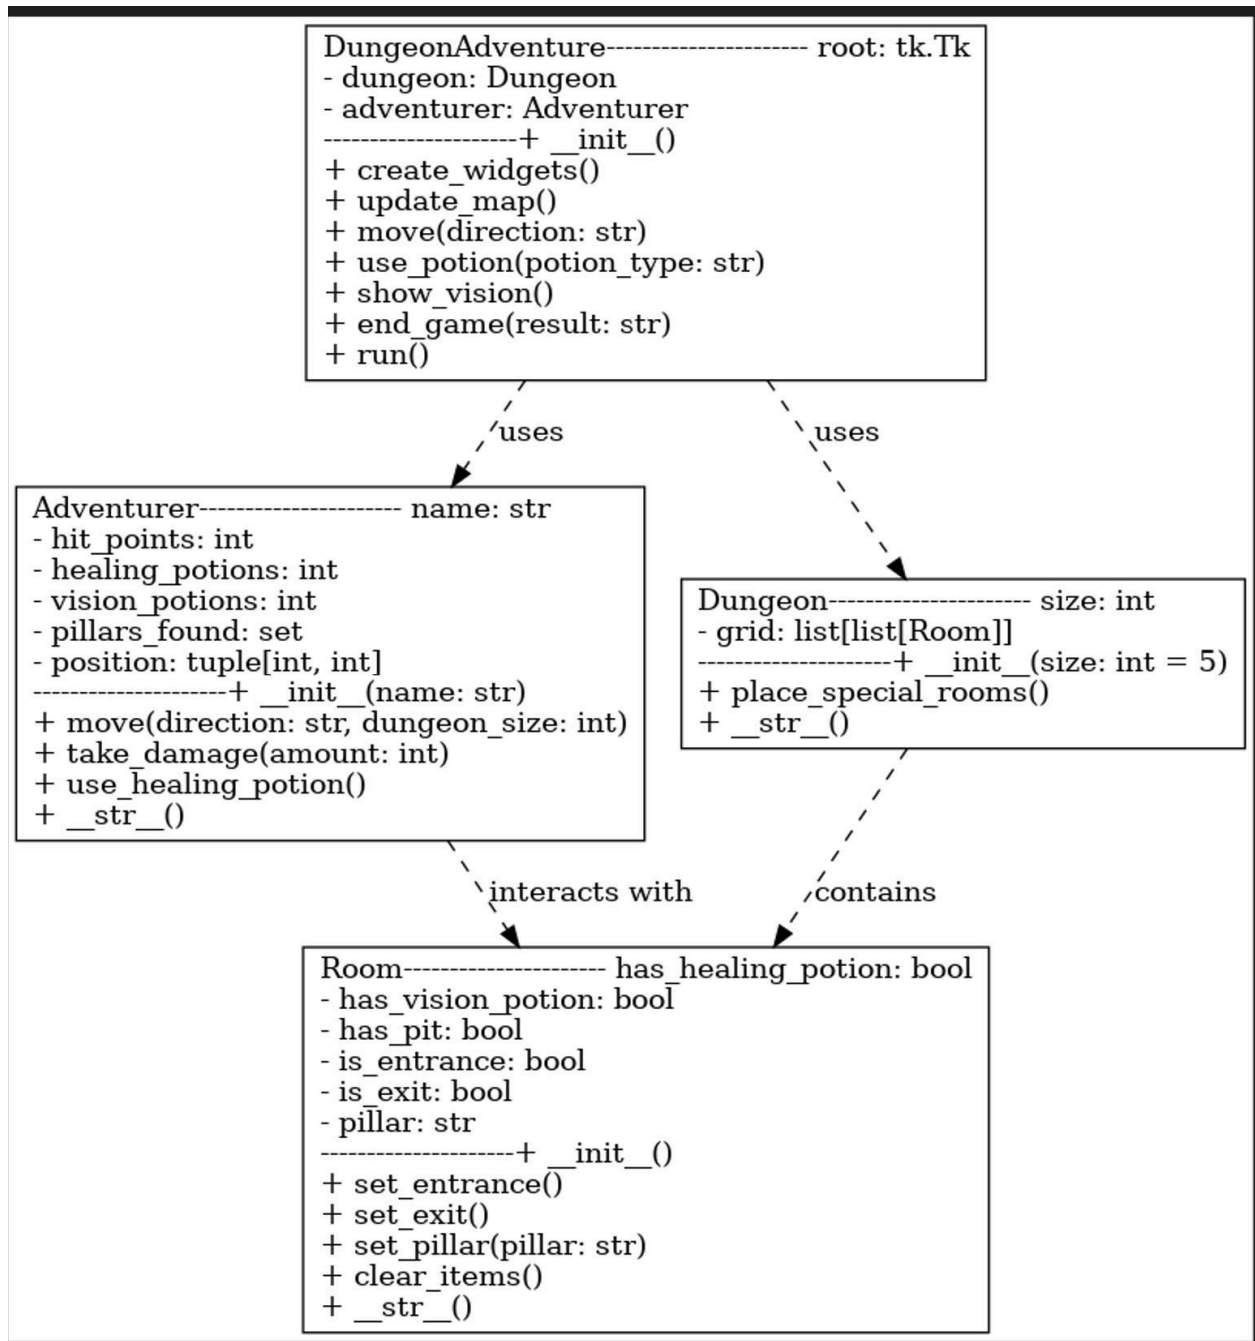 DungeonAdventure---------------------- root: tk.Tk
- dungeon: Dungeon
- adventurer: Adventurer
---------------------+ __init__()
+ create_widgets()
+ update_map()
+ move(direction: str)
+ use_potion(potion_type: str)
+ show_vision()
+ end_game(result: str)
+ run()
uses
uses
Adventurer---------------------- name: str
- hit_points: int
- healing_potions: int
- vision_potions: int
- pillars_found: set
- position: tuple[int, int]
---------------------+ __init__(name: str)
+ move(direction: str, dungeon_size: int)
+ take_damage(amount: int)
+ use_healing_potion()
+ __str__()
Dungeon---------------------- size: int
- grid: list[list[Room]]
---------------------+ __init__(size: int = 5)
+ place_special_rooms()
+ __str__()
interacts with
contains
Room---------------------- has_healing_potion: bool
- has_vision_potion: bool
- has_pit: bool
- is_entrance: bool
- is_exit: bool
- pillar: str
---------------------+ __init__()
+ set_entrance()
+ set_exit()
+ set_pillar(pillar: str)
+ clear_items()
+ __str__()